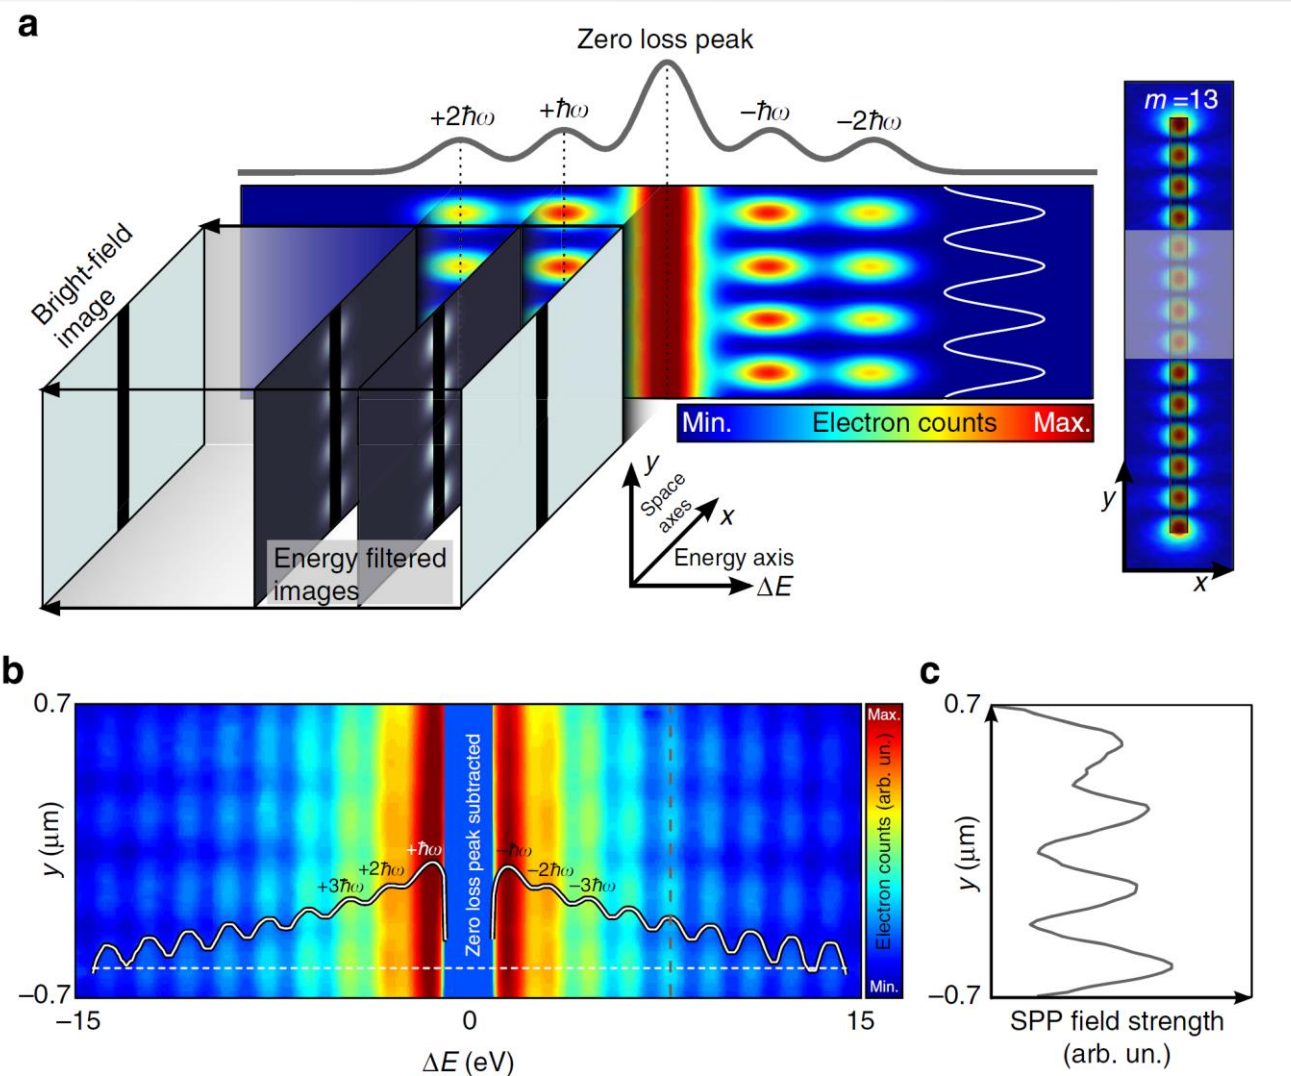 a
Zero loss peak
+2ħω
+ħω
−ħω
−2ħω
m =13
Bright-field
image
Min.
Electron counts
Max.
Energy filtered
images
y
Space
axes
x
Energy axis
ΔE
y
x
b
0.7
y (μm)
−0.7
−15
0
15
ΔE (eV)
+3ħω
+2ħω
+ħω
Zero loss peak subtracted
−ħω
−2ħω
−3ħω
Max.
Electron counts (arb. un.)
Min.
c
0.7
y (μm)
−0.7
SPP field strength
(arb. un.)